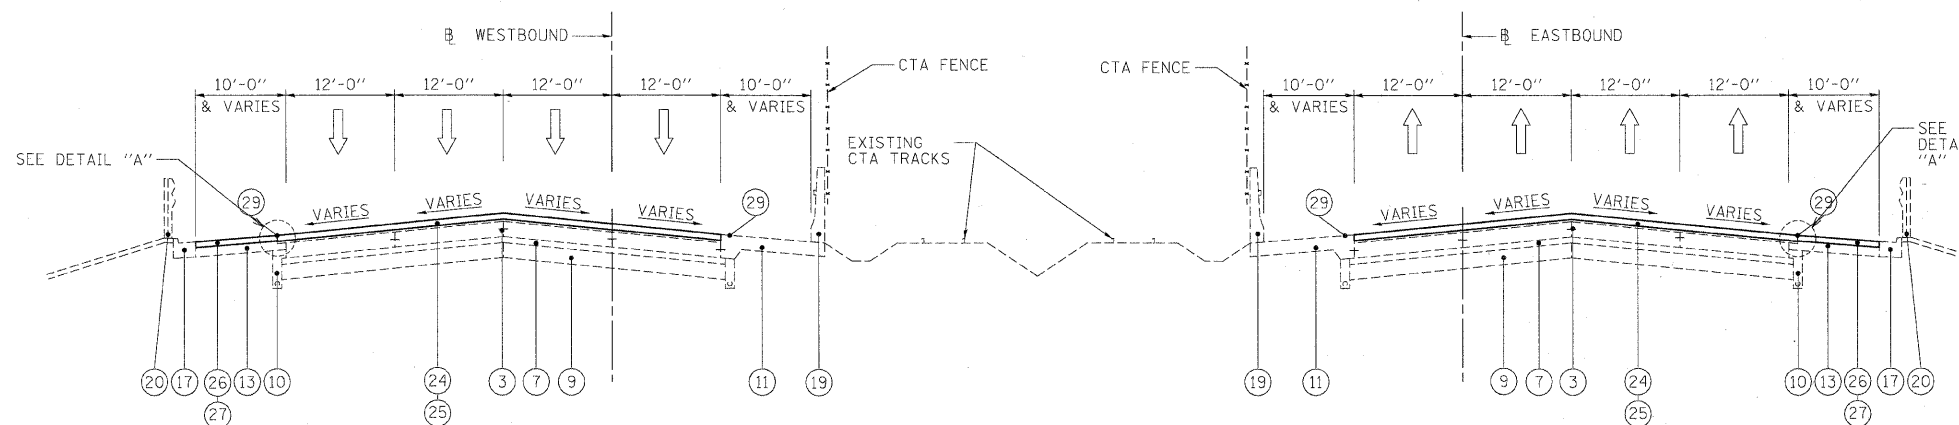 ℄ WESTBOUND
℄ EASTBOUND
CTA FENCE
CTA FENCE
10'-0" 12'-0" 12'-0" 12'-0" 12'-0" 10'-0"
& VARIES & VARIES
10'-0" 12'-0" 12'-0" 12'-0" 12'-0" 10'-0"
& VARIES & VARIES
SEE DETAIL "A"
EXISTING
CTA TRACKS
SEE
DETA
"A"
29 VARIES VARIES VARIES VARIES 29
29 VARIES VARIES VARIES VARIES 29
20 17 26 13 10 24 3 7 9 11 19
27 25
19 11 9 7 3 24 10 13 26 17 20
25 27